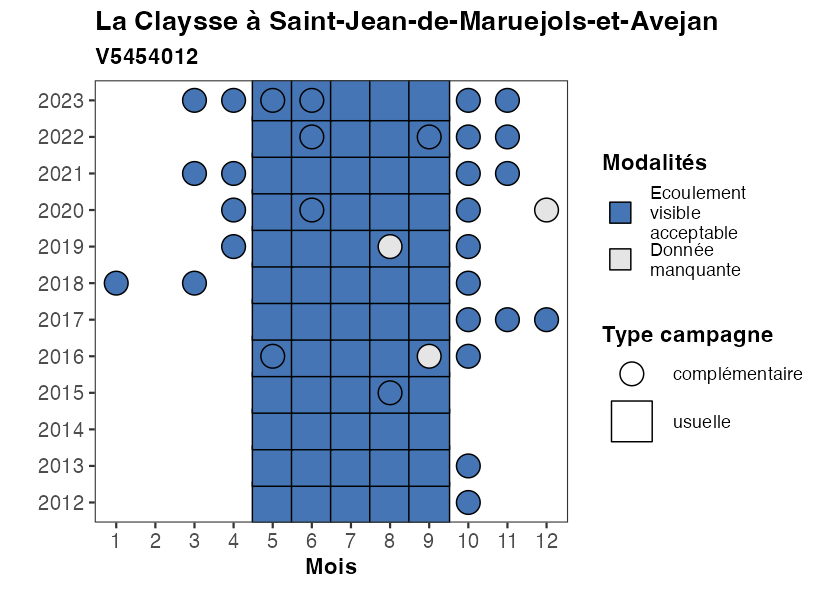 La Claysse à Saint-Jean-de-Maruejols-et-Avejan
V5454012
2023
2022
2021
2020
2019
2018
2017
2016
2015
2014
2013
2012
1 2 3 4 5 6 7 8 9 10 11 12
Mois
Modalités
Ecoulement
visible
acceptable
Donnée
manquante
Type campagne
complémentaire
usuelle